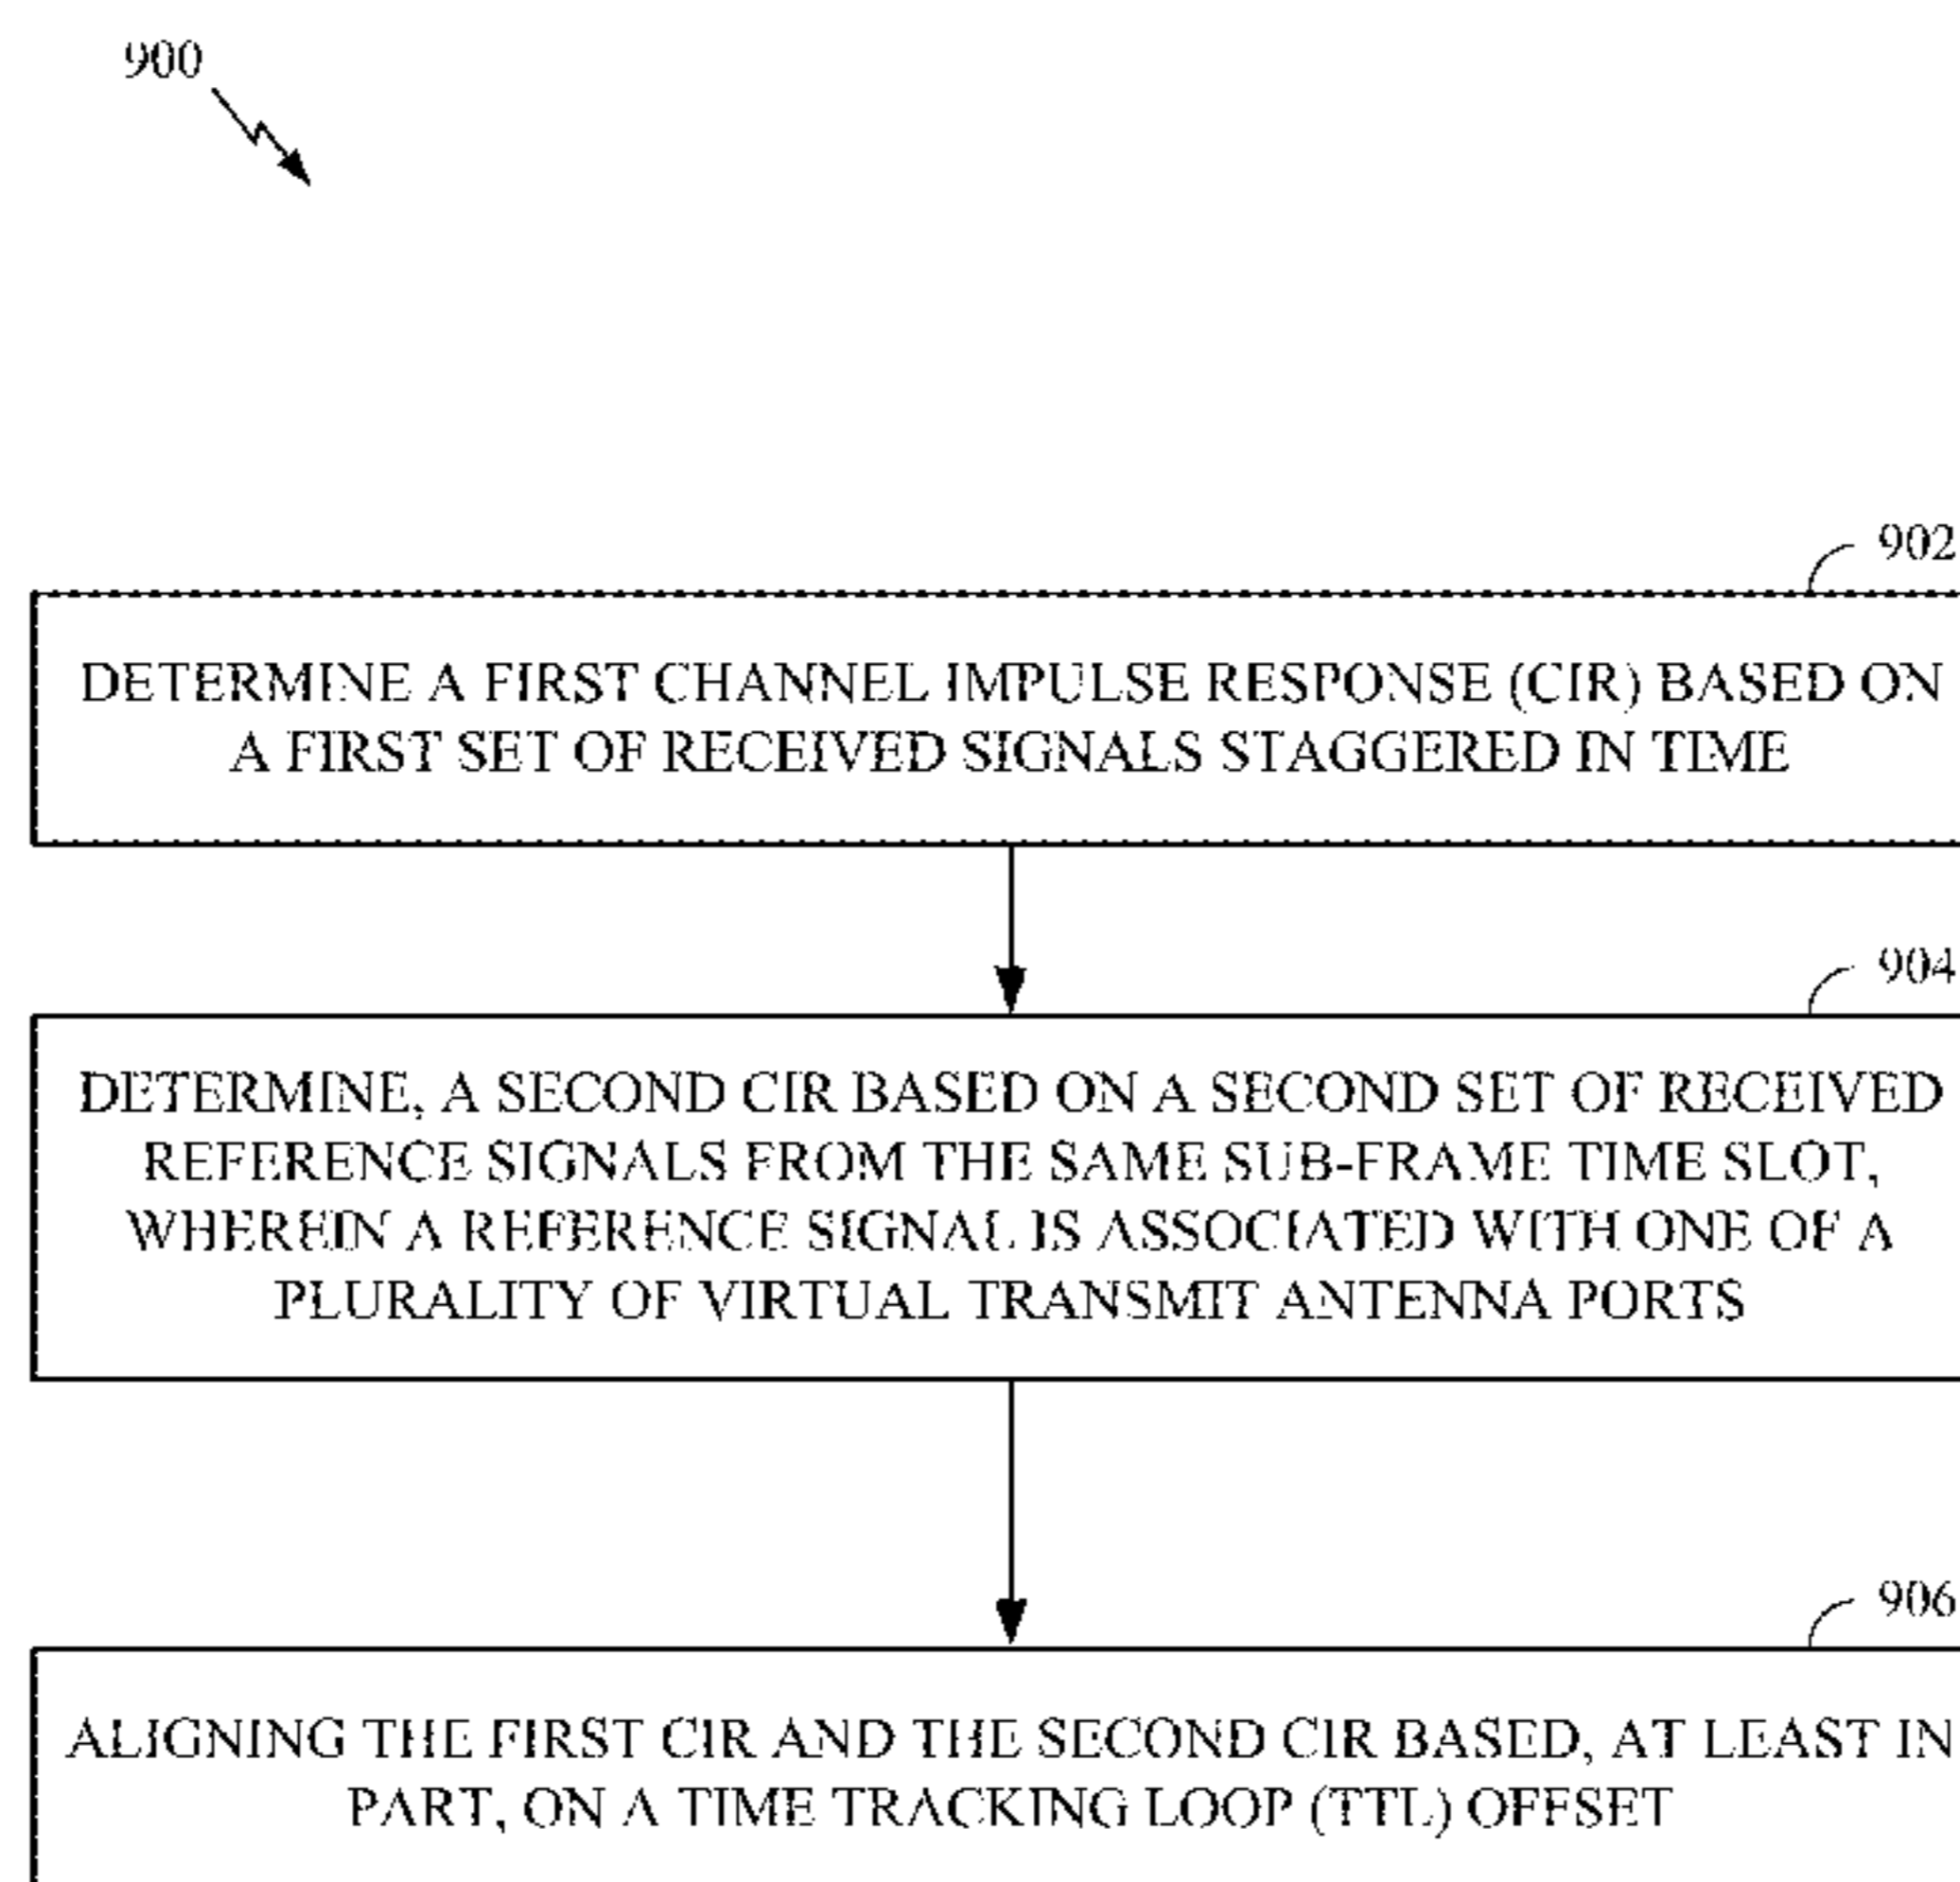 900
902
DETERMINE A FIRST CHANNEL IMPULSE RESPONSE (CIR) BASED ON
A FIRST SET OF RECEIVED SIGNALS STAGGERED IN TIME
904
DETERMINE, A SECOND CIR BASED ON A SECOND SET OF RECEIVED
REFERENCE SIGNALS FROM THE SAME SUB-FRAME TIME SLOT,
WHEREIN A REFERENCE SIGNAL IS ASSOCIATED WITH ONE OF A
PLURALITY OF VIRTUAL TRANSMIT ANTENNA PORTS
906
ALIGNING THE FIRST CIR AND THE SECOND CIR BASED, AT LEAST IN
PART, ON A TIME TRACKING LOOP (TTL) OFFSET